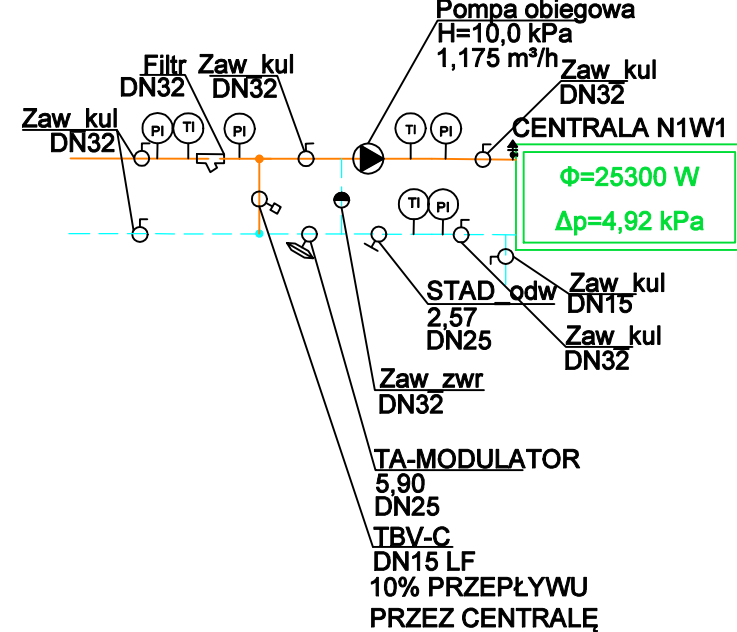 Pompa obiegowa
H=10,0 kPa
1,175 m³/h
Filtr
DN32
Zaw_kul
DN32
Zaw_kul
DN32
Zaw_kul
DN32
PI
TI
PI
TI
PI
CENTRALA N1W1
Φ=25300 W
Δp=4,92 kPa
TI
PI
STAD_odw
2,57
DN25
Zaw_kul
DN15
Zaw_kul
DN32
Zaw_zwr
DN32
TA-MODULATOR
5,90
DN25
TBV-C
DN15 LF
10% PRZEPŁYWU
PRZEZ CENTRALĘ